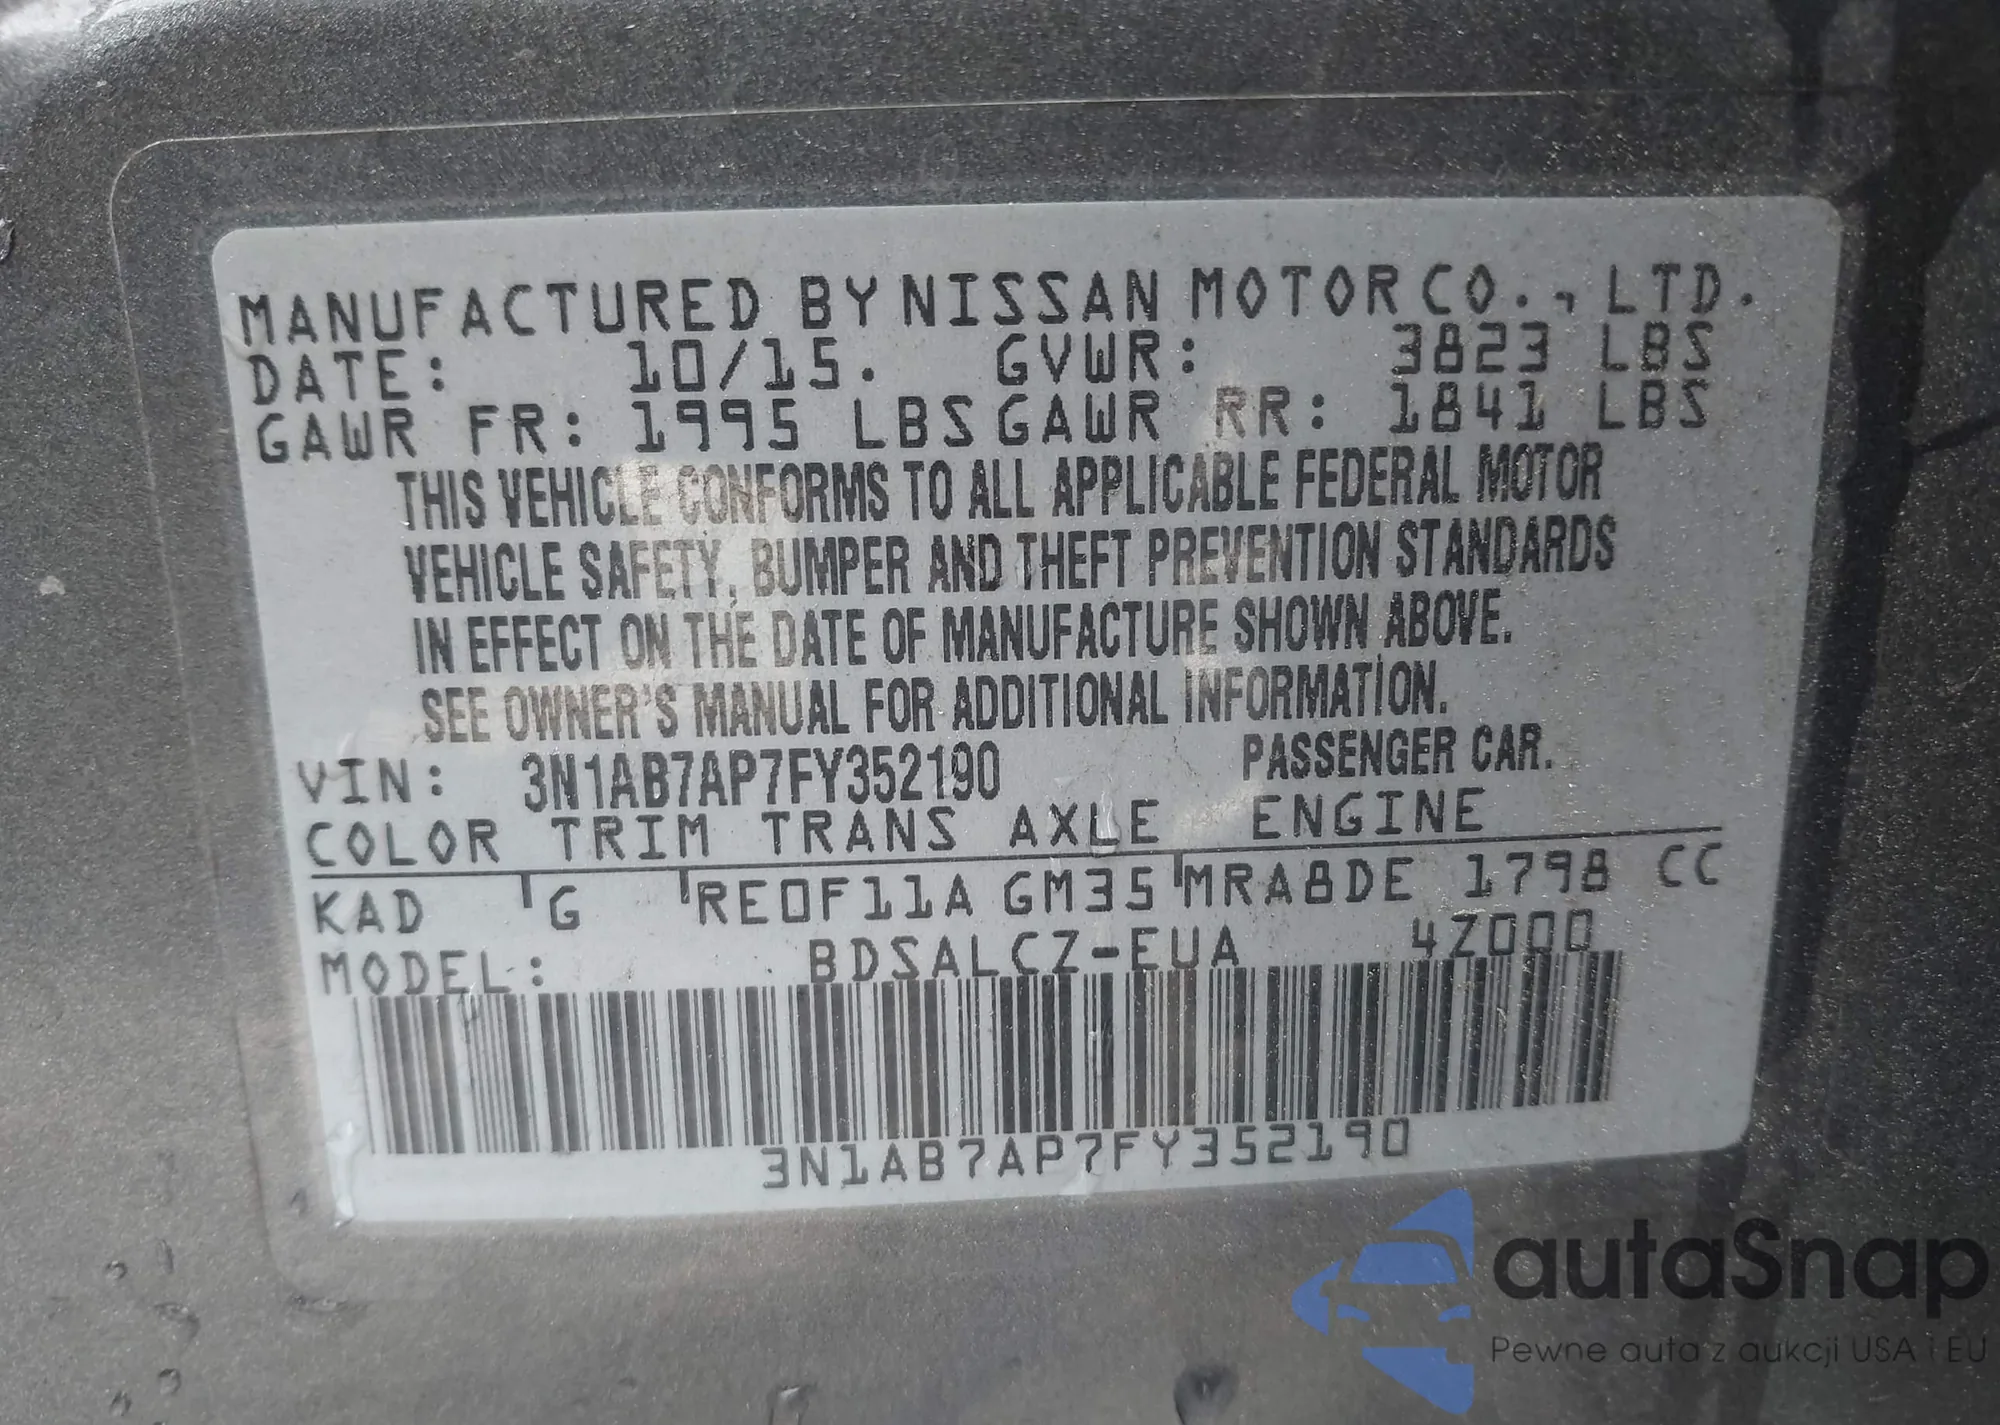 MANUFACTURED BY NISSAN MOTOR CO., LTD.
DATE: 10/15. GVWR: 3823 LBS
GAWR FR: 1995 LBS GAWR RR: 1841 LBS
THIS VEHICLE CONFORMS TO ALL APPLICABLE FEDERAL MOTOR
VEHICLE SAFETY, BUMPER AND THEFT PREVENTION STANDARDS
IN EFFECT ON THE DATE OF MANUFACTURE SHOWN ABOVE.
SEE OWNER'S MANUAL FOR ADDITIONAL INFORMATION.
VIN: 3N1AB7AP7FY352190 PASSENGER CAR.
COLOR TRIM TRANS AXLE ENGINE
KAD G RE0F11A GM35 MRA8DE 1798 CC
MODEL: BDSALCZ-EUA 4Z000
3N1AB7AP7FY352190
autaSnap
Pewne auta z aukcji USA i EU